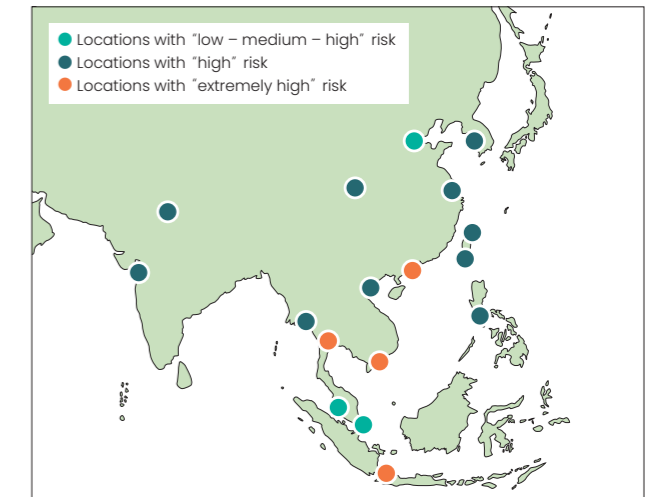 Locations with “low – medium – high” risk
Locations with “high” risk
Locations with “extremely high” risk